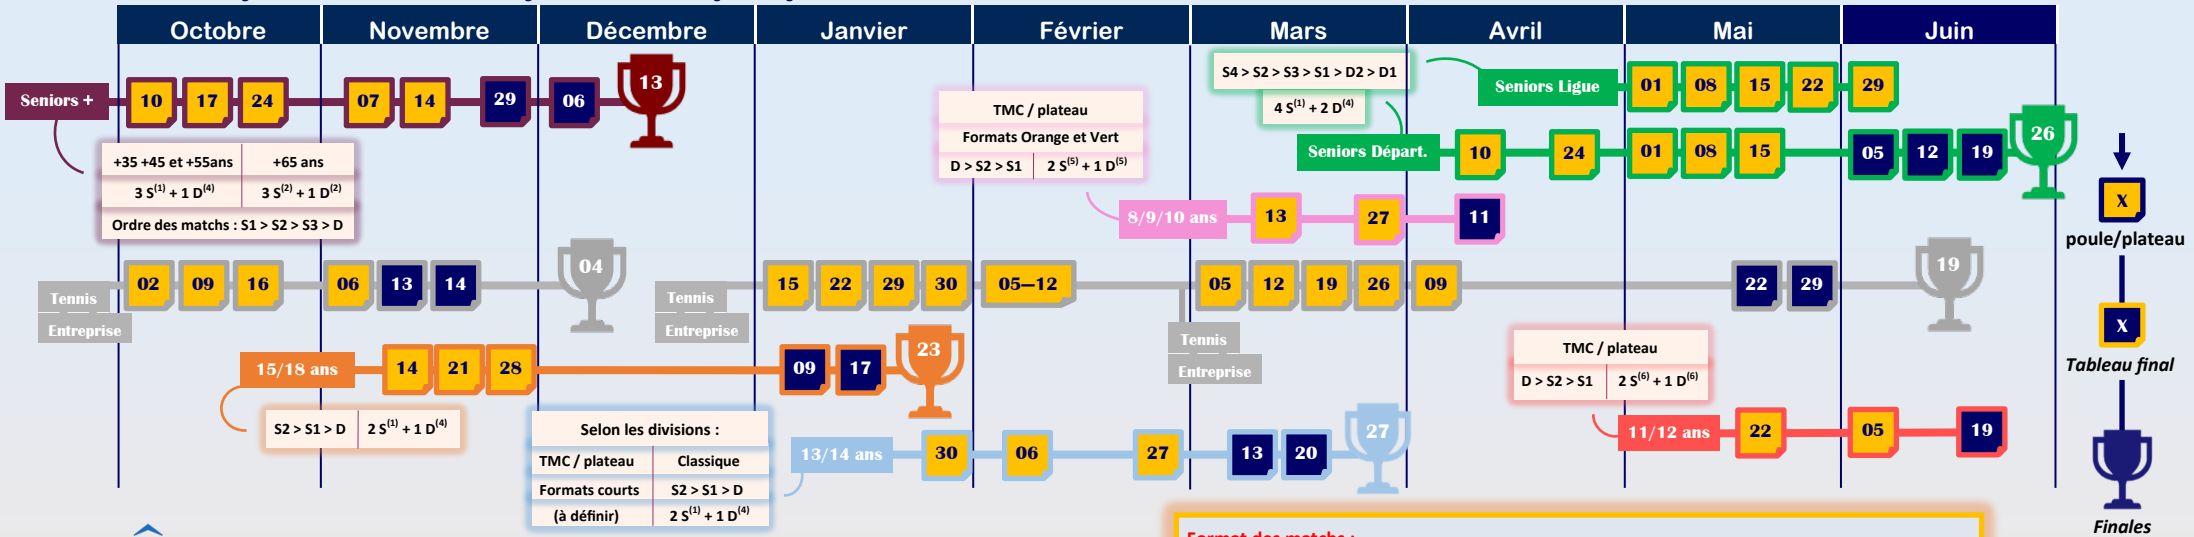 Octobre Novembre Décembre Janvier Février Mars Avril Mai Juin
Seniors + 10 17 24 07 14 29 06 13
+35 +45 et +55ans +65 ans
3 S(1) + 1 D(4) 3 S(2) + 1 D(2)
Ordre des matchs : S1 > S2 > S3 > D
S4 > S2 > S3 > S1 > D2 > D1
4 S(1) + 2 D(4)
Seniors Ligue 01 08 15 22 29
Seniors Départ. 10 24 01 08 15 05 12 19 26
TMC / plateau
Formats Orange et Vert
D > S2 > S1 2 S(5) + 1 D(5)
8/9/10 ans 13 27 11
Tennis
Entreprise
02 09 16 06 13 14 04
Tennis
Entreprise
15 22 29 30 05—12 05 12 19 26 09 22 29 19
Tennis
Entreprise
15/18 ans 14 21 28 09 17 23
S2 > S1 > D 2 S(1) + 1 D(4)
Selon les divisions :
TMC / plateau Classique
Formats courts S2 > S1 > D
(à définir) 2 S(1) + 1 D(4)
13/14 ans 30 06 27 13 20 27
TMC / plateau
D > S2 > S1 2 S(6) + 1 D(6)
11/12 ans 22 05 19
X
poule/plateau
X
Tableau final
Finales